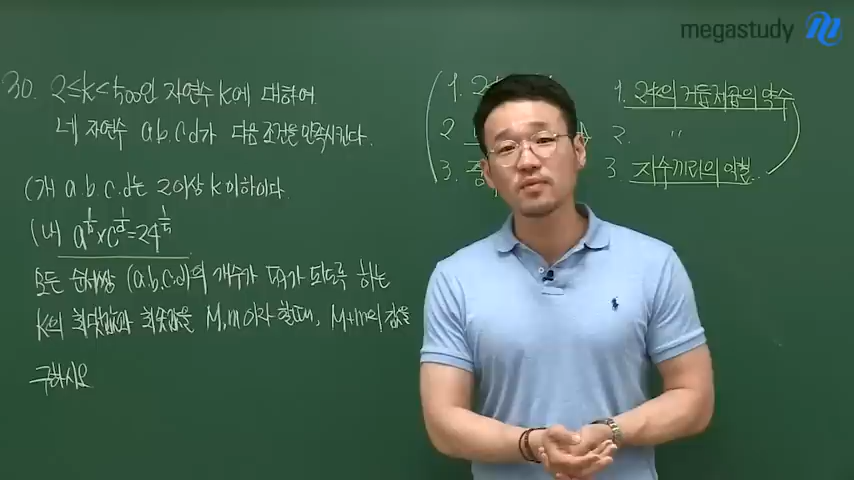 megastudy
30. 2≤k<500인 자연수 k에 대하여
네 자연수 a, b, c, d가 다음 조건을 만족시킨다.
(가) a, b, c, d는 2이상 k이하이다.
(나) a^{1/b}×c^{1/d}=24^{1/5}
모든 순서쌍 (a, b, c, d)의 개수가 되도록 하는
k의 최댓값과 최솟값을 M, m이라 할때, M+m의 값을
구하시오
1. 2
2
3.
1. 2개의 거듭제곱의 약수
2. "
3. 지수끼리의 역할..